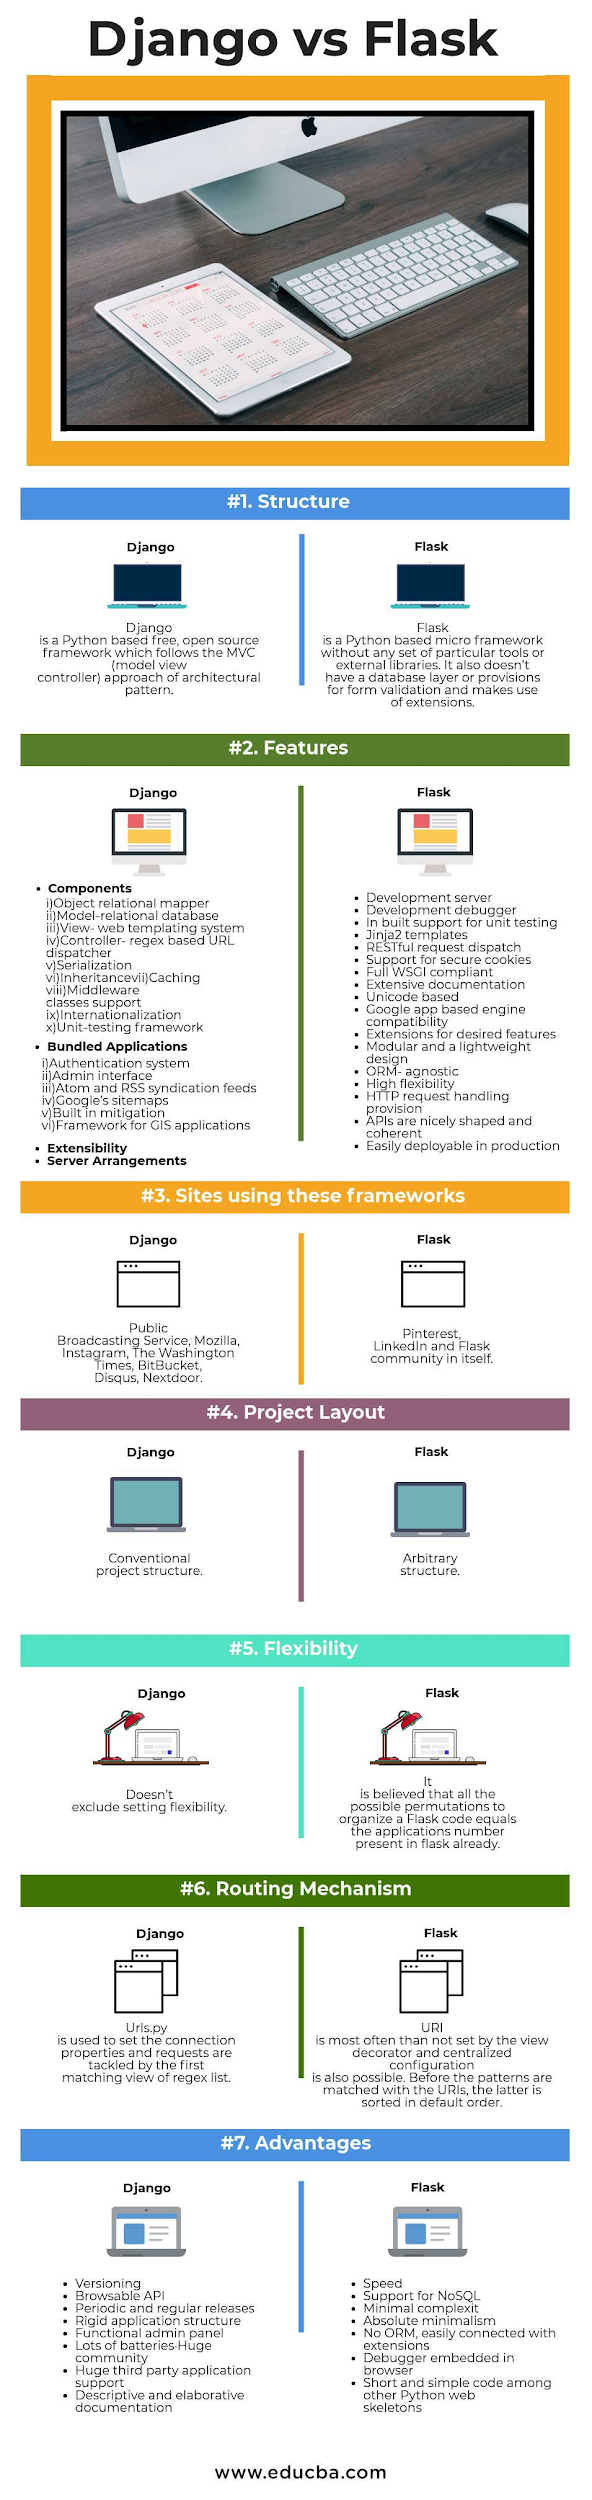 Django vs Flask
#1. Structure
Django
Flask
Django
is a Python based free, open source
framework which follows the MVC
(model view
controller) approach of architectural
pattern.
Flask
is a Python based micro framework
without any set of particular tools or
external libraries. It also doesn't
have a database layer or provisions
for form validation and makes use
of extensions.
#2. Features
Django
Flask
• Components
i)Object relational mapper
ii)Model-relational database
iii)View- web templating system
iv)Controller- regex based URL
dispatcher
v)Serialization
vi)Inheritancevii)Caching
viii)Middleware
classes support
ix)Internationalization
x)Unit-testing framework
• Bundled Applications
i)Authentication system
ii)Admin interface
iii)Atom and RSS syndication feeds
iv)Google's sitemaps
v)Built in mitigation
vi)Framework for GIS applications
• Extensibility
• Server Arrangements
• Development server
• Development debugger
• In built support for unit testing
• Jinja2 templates
• RESTful request dispatch
• Support for secure cookies
• Full WSGI compliant
• Extensive documentation
• Unicode based
• Google app based engine
compatibility
• Extensions for desired features
• Modular and a lightweight
design
• ORM- agnostic
• High flexibility
• HTTP request handling
provision
• APIs are nicely shaped and
coherent
• Easily deployable in production
#3. Sites using these frameworks
Django
Flask
Public
Broadcasting Service, Mozilla,
Instagram, The Washington
Times, BitBucket,
Disqus, Nextdoor.
Pinterest,
LinkedIn and Flask
community in itself.
#4. Project Layout
Django
Flask
Conventional
project structure.
Arbitrary
structure.
#5. Flexibility
Django
Flask
Doesn't
exclude setting flexibility.
It
is believed that all the
possible permutations to
organize a Flask code equals
the applications number
present in flask already.
#6. Routing Mechanism
Django
Flask
Urls.py
is used to set the connection
properties and requests are
tackled by the first
matching view of regex list.
URI
is most often than not set by the view
decorator and centralized
configuration
is also possible. Before the patterns are
matched with the URIs, the latter is
sorted in default order.
#7. Advantages
Django
Flask
• Versioning
• Browsable API
• Periodic and regular releases
• Rigid application structure
• Functional admin panel
• Lots of batteries-Huge
community
• Huge third party application
support
• Descriptive and elaborative
documentation
• Speed
• Support for NoSQL
• Minimal complexit
• Absolute minimalism
• No ORM, easily connected with
extensions
• Debugger embedded in
browser
• Short and simple code among
other Python web
skeletons
www.educba.com